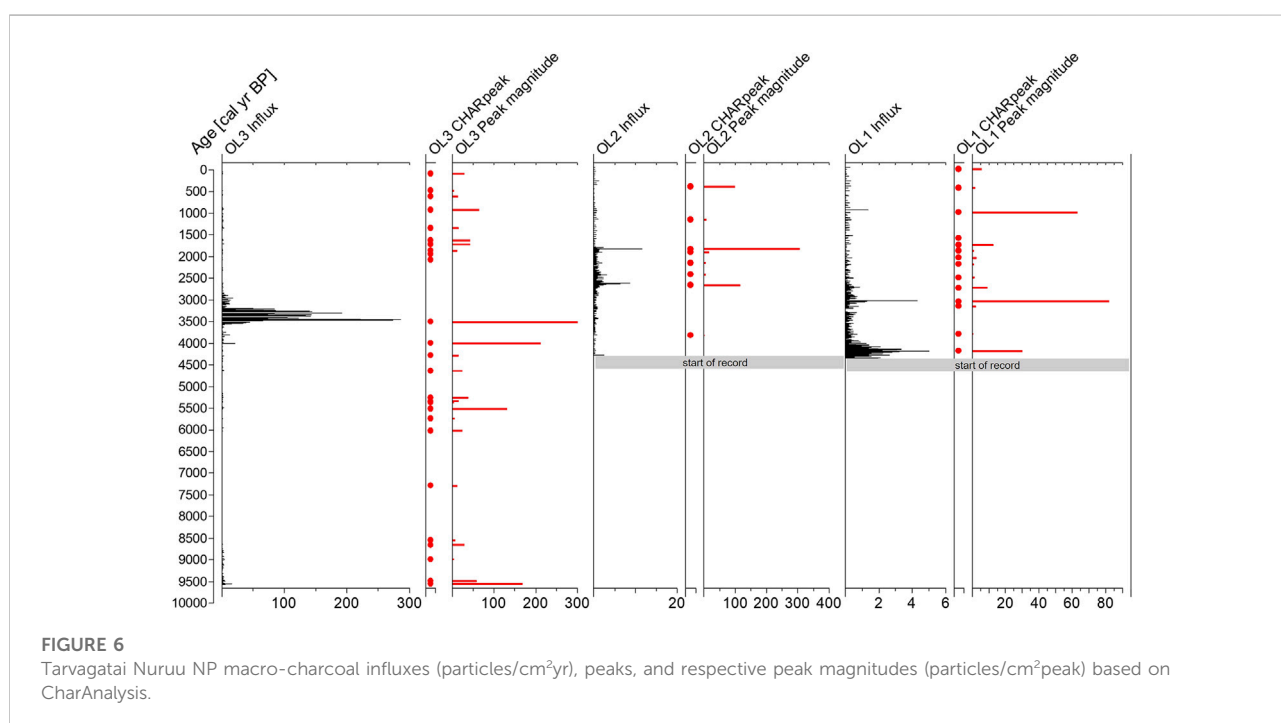 Age [cal yr BP]
OL3 Influx
OL3 CHARpeak
OL3 Peak magnitude
OL2 Influx
OL2 CHARpeak
OL2 Peak magnitude
OL1 Influx
OL1 CHARpeak
OL1 Peak magnitude
0
500
1000
1500
2000
2500
3000
3500
4000
4500
5000
5500
6000
6500
7000
7500
8000
8500
9000
9500
10000
start of record
start of record
100 200 300 100 200 300 20 100 200 300 400 2 4 6 20 40 60 80
FIGURE 6
Tarvagatai Nuruu NP macro-charcoal influxes (particles/cm²yr), peaks, and respective peak magnitudes (particles/cm²peak) based on
CharAnalysis.